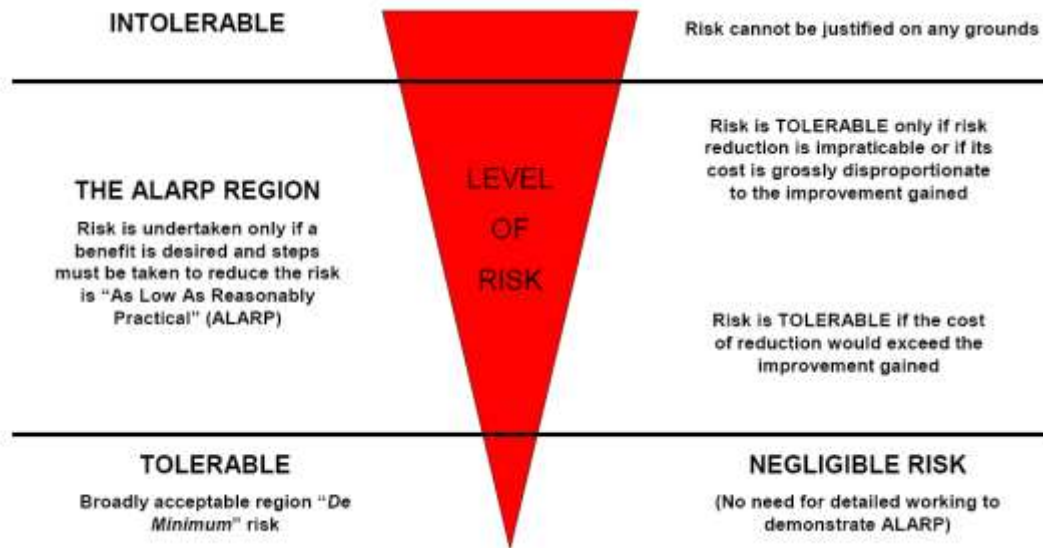 INTOLERABLE
Risk cannot be justified on any grounds
THE ALARP REGION
Risk is undertaken only if a
benefit is desired and steps
must be taken to reduce the risk
is “As Low As Reasonably
Practical” (ALARP)
LEVEL
OF
RISK
Risk is TOLERABLE only if risk
reduction is impraticable or if its
cost is grossly disproportionate
to the improvement gained
Risk is TOLERABLE if the cost
of reduction would exceed the
improvement gained
TOLERABLE
Broadly acceptable region “De
Minimum” risk
NEGLIGIBLE RISK
(No need for detailed working to
demonstrate ALARP)